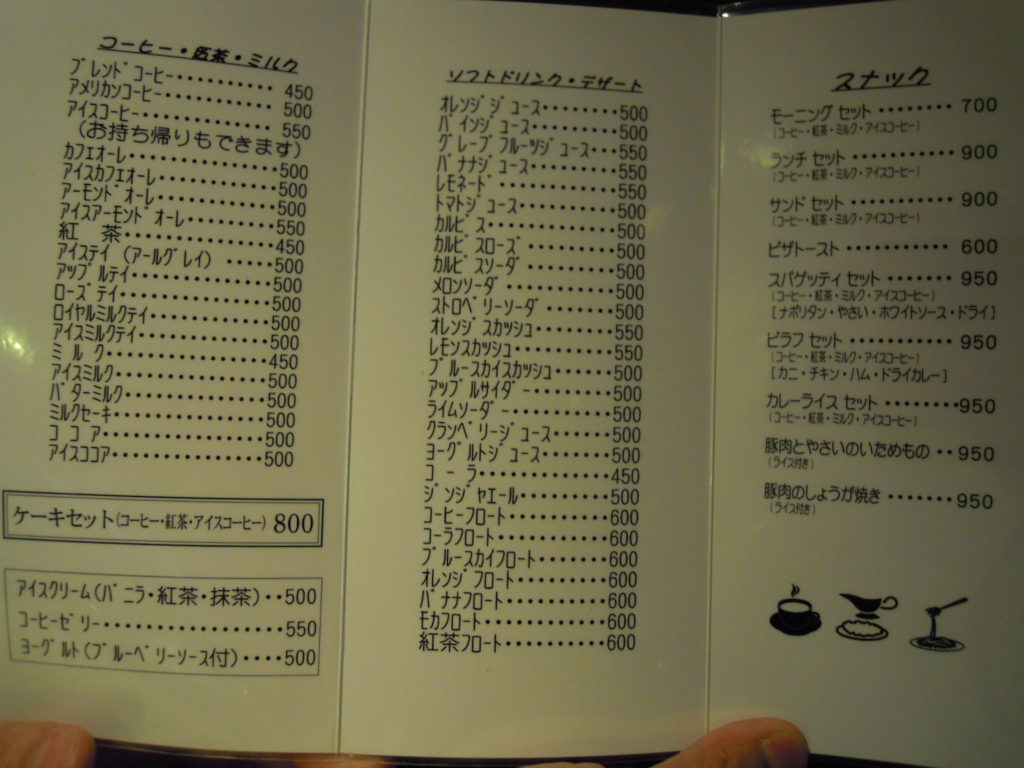 コーヒー・紅茶・ミルク
ブレンドコーヒー・・・・・・・・・ 450
アメリカンコーヒー・・・・・・・・・・ 500
アイスコーヒー・・・・・・・・・・・・ 550
(お持ち帰りもできます)
カフェオーレ・・・・・・・・・・・・・・500
アイスカフェオーレ・・・・・・・・・・・500
アーモンドオーレ・・・・・・・・・・・・500
アイスアーモンドオーレ・・・・・・・・・550
紅　茶・・・・・・・・・・・・・・・・450
アイステイ (アールグレイ) ・・・・・500
アップルテイ・・・・・・・・・・・・・・500
ローズテイ・・・・・・・・・・・・・・・500
ロイヤルミルクティ・・・・・・・・・・・500
アイスミルクティ・・・・・・・・・・・・500
ミルク・・・・・・・・・・・・・・・・450
アイスミルク・・・・・・・・・・・・・・500
バターミルク・・・・・・・・・・・・・・500
ミルクセーキ・・・・・・・・・・・・・・500
ココア・・・・・・・・・・・・・・・・500
アイスココア・・・・・・・・・・・・・・500
ケーキセット(コーヒー・紅茶・アイスコーヒー) 800
アイスクリーム(バニラ・紅茶・抹茶)・・500
コーヒーゼリー・・・・・・・・・・・・・550
ヨーグルト(ブルーベリーソース付)・・・・500
ソフトドリンク・デザート
オレンジジュース・・・・・・・・・500
パインジュース・・・・・・・・・・500
グレープフルーツジュース・・・550
バナナジュース・・・・・・・・・・550
レモネード・・・・・・・・・・・・・550
トマトジュース・・・・・・・・・・500
カルピス・・・・・・・・・・・・・・500
カルピスローズ・・・・・・・・・・500
カルピスソーダ・・・・・・・・・・500
メロンソーダ・・・・・・・・・・・・500
ストロベリーソーダ・・・・・・・・500
オレンジスカッシュ・・・・・・・・550
レモンスカッシュ・・・・・・・・・・550
ブルースカイスカッシュ・・・・・・500
アップルサイダー・・・・・・・・・500
ライムソーダー・・・・・・・・・・・500
クランベリージュース・・・・・・500
ヨーグルトジュース・・・・・・・500
コーラ・・・・・・・・・・・・・・450
ジンジャエール・・・・・・・・・・500
コーヒーフロート・・・・・・・・・・600
コーラフロート・・・・・・・・・・・600
ブルースカイフロート・・・・・・・600
オレンジフロート・・・・・・・・・・600
バナナフロート・・・・・・・・・・・600
モカフロート・・・・・・・・・・・・600
紅茶フロート・・・・・・・・・・・・600
スナック
モーニング セット・・・・・・・・ 700
(コーヒー・紅茶・ミルク・アイスコーヒー)
ランチ セット・・・・・・・・・・・ 900
(コーヒー・紅茶・ミルク・アイスコーヒー)
サンド セット・・・・・・・・・・・ 900
(コーヒー・紅茶・ミルク・アイスコーヒー)
ピザトースト・・・・・・・・・・・ 600
スパゲッティ セット・・・・・・・ 950
(コーヒー・紅茶・ミルク・アイスコーヒー)
[ナポリタン・やさい・ホワイトソース・ドライ]
ピラフ セット・・・・・・・・・・・ 950
(コーヒー・紅茶・ミルク・アイスコーヒー)
[カニ・チキン・ハム・ドライカレー]
カレーライス セット・・・・・・・・950
(コーヒー・紅茶・ミルク・アイスコーヒー)
豚肉とやさいのいためもの・・950
(ライス付き)
豚肉のしょうが焼き・・・・・・・950
(ライス付き)